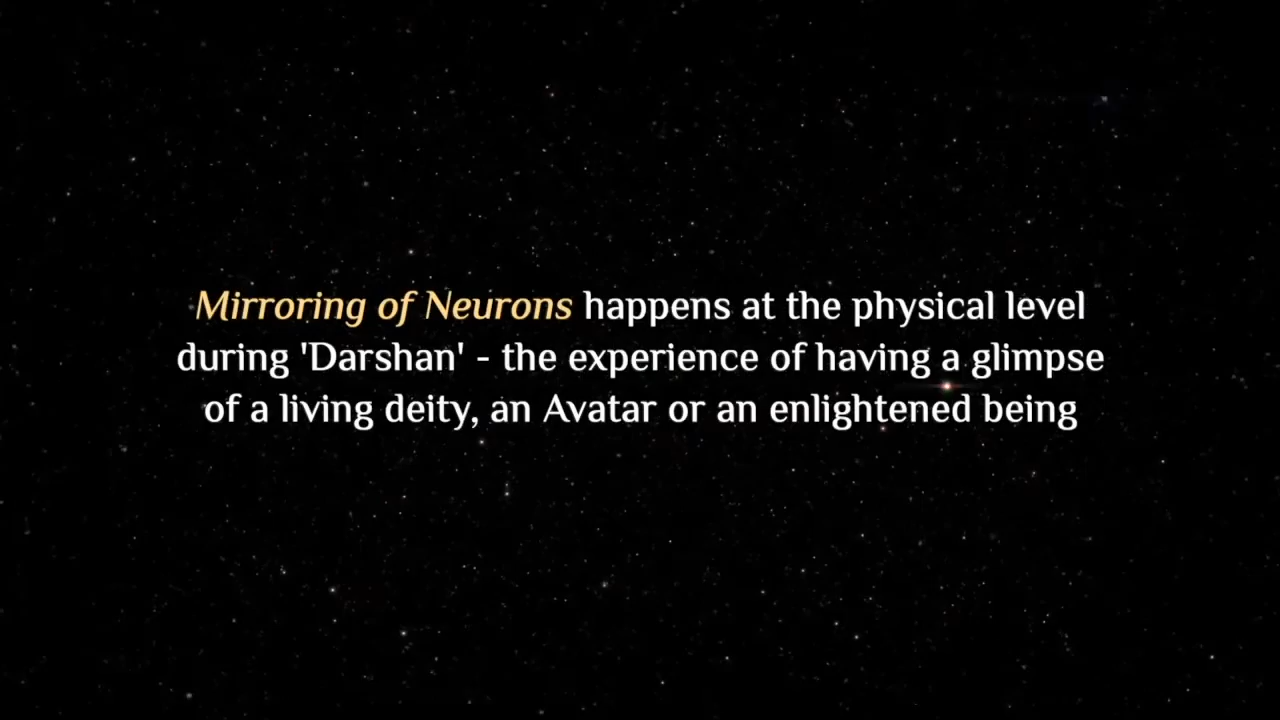 Mirroring of Neurons happens at the physical level
during 'Darshan' - the experience of having a glimpse
of a living deity, an Avatar or an enlightened being